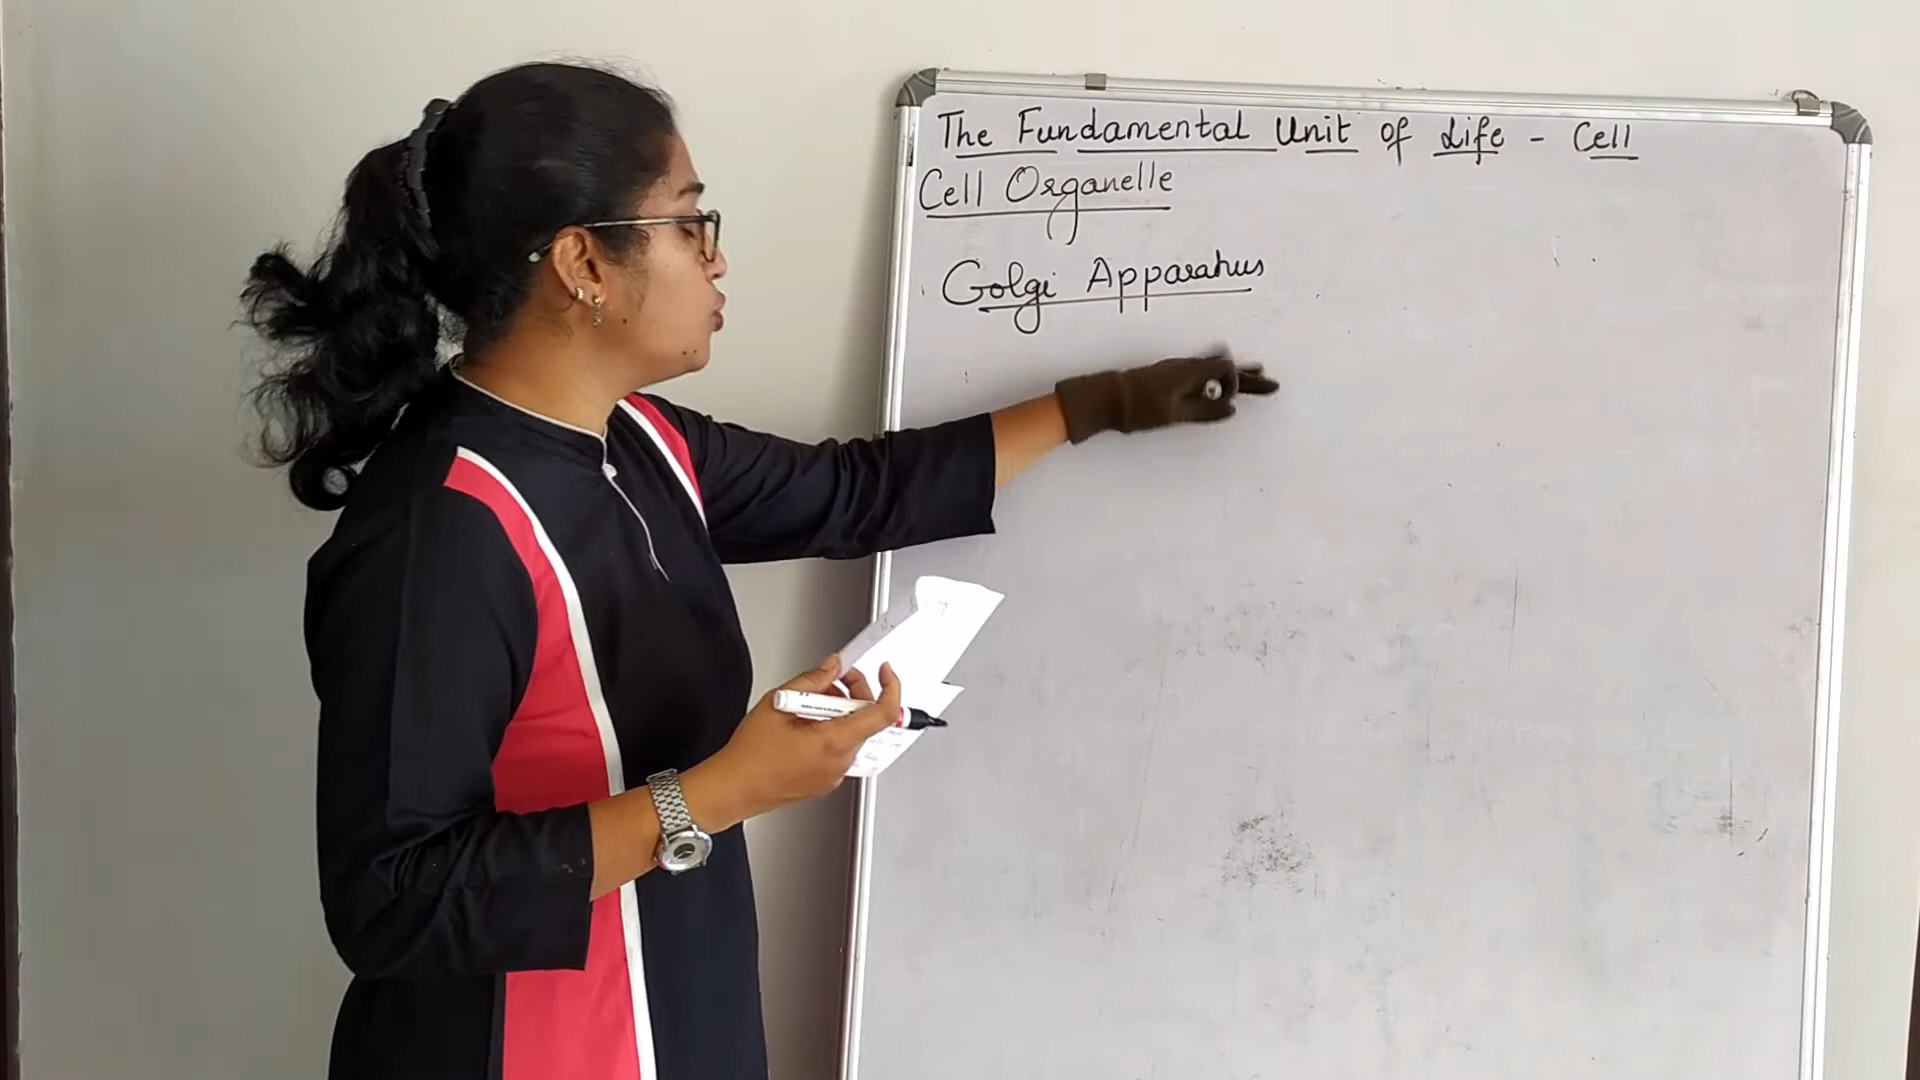 The Fundamental Unit of Life - Cell
Cell Organelle
Golgi Apparatus